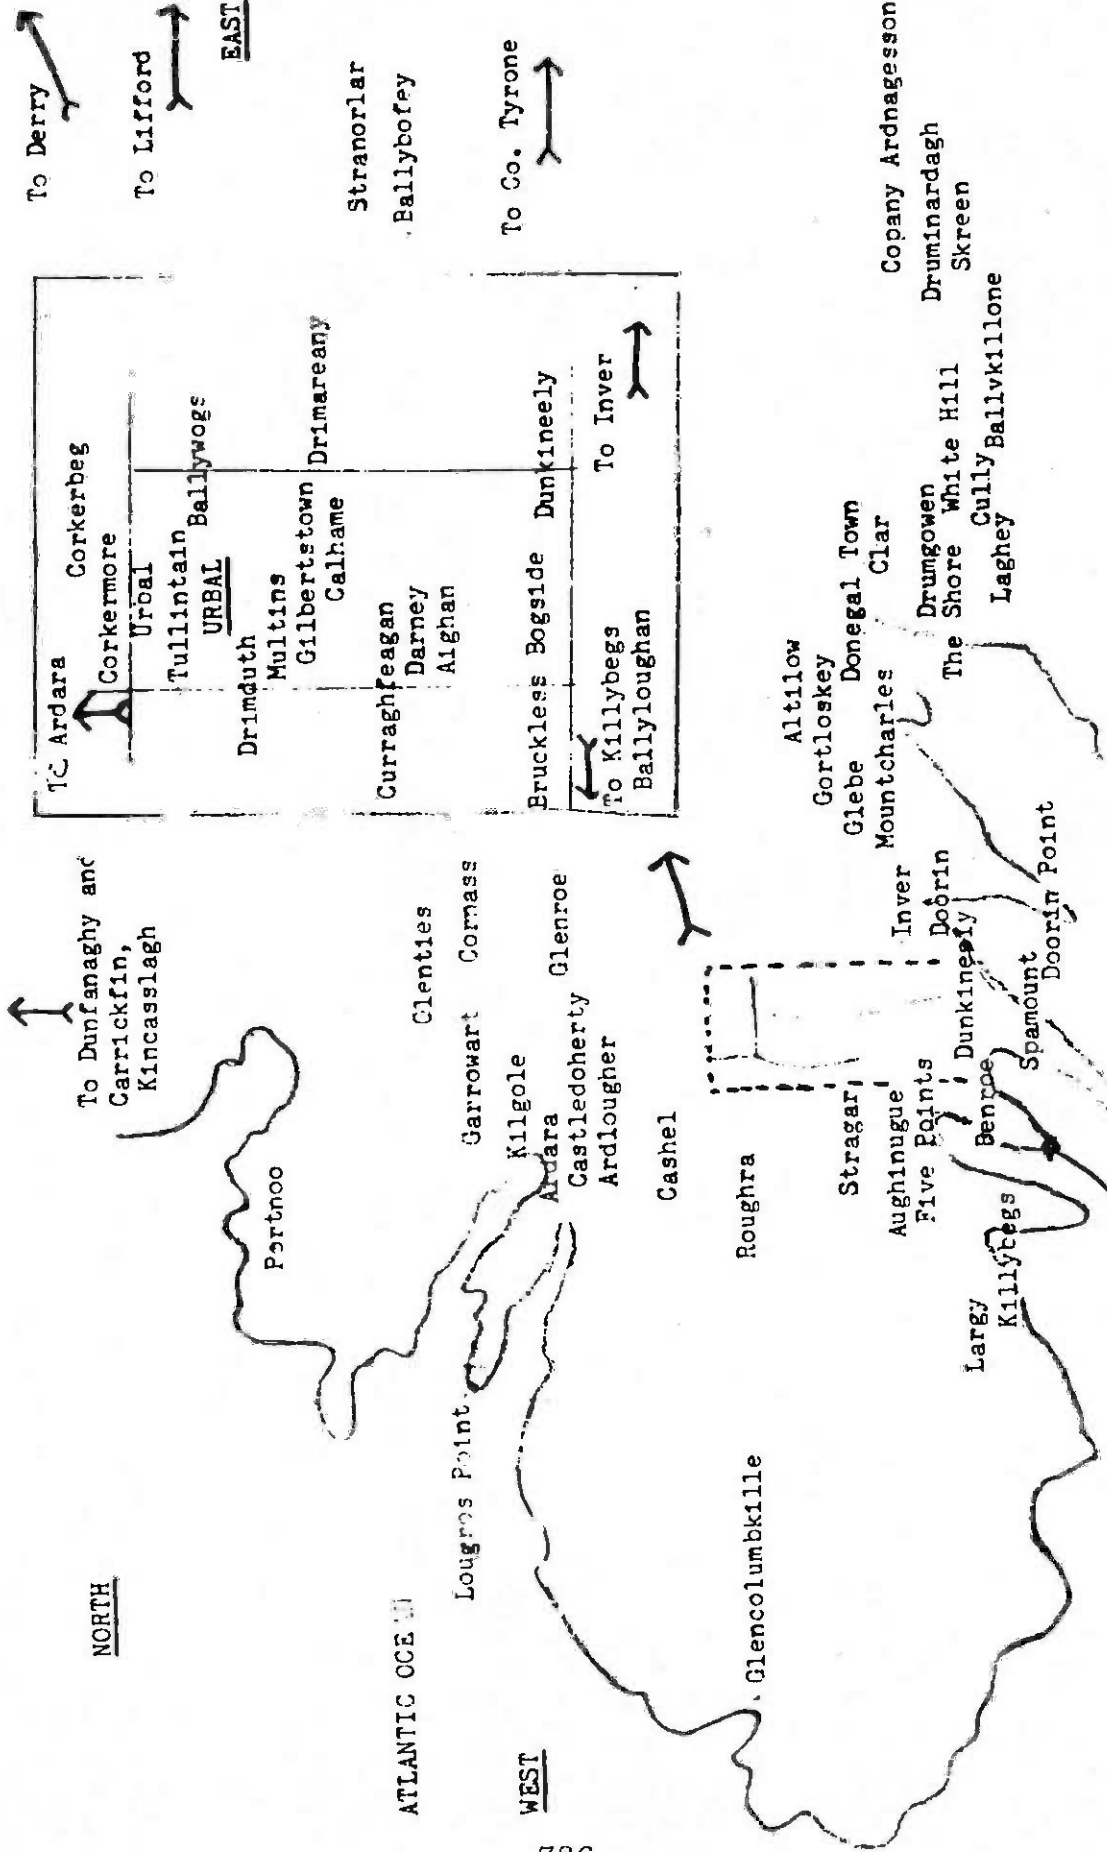 NORTH
ATLANTIC OCE
WEST
To Dunfanaghy and
Carrickfin,
Kincasslagh
Portnoo
Glenties
Lougros Point
Garrowart Cornass
Kilgole
Ardara Glenroe
Castledoherty
Ardlougher
Cashel
Roughra
Glencolumbkille
Stragar
Aughinugue
Five Points
Inver
Doorin
Dunkineely
Benroe
Spamount
Doorin Point
Largy
Killybegs
To Ardara
Corkerbeg
Corkermore
Urbal
Tullintain
Ballywogs
URBAL
Drimduth
Multins
Gilbertstown
Calhame
Drimareany
Curraghfeagan
Darney
Aighan
Bruckless Bogside Dunkineely
To Killybegs
Ballyloughan
To Inver
To Derry
To Lifford
EAST
Stranorlar
Ballybofey
To Co. Tyrone
Altilow
Gortloskey
Glebe Donegal Town
Mountcharles Clar
Copany Ardnagesson
Druminardagh
Skreen
Drumgowen
The Shore White Hill
Cully Ballykillone
Laghey